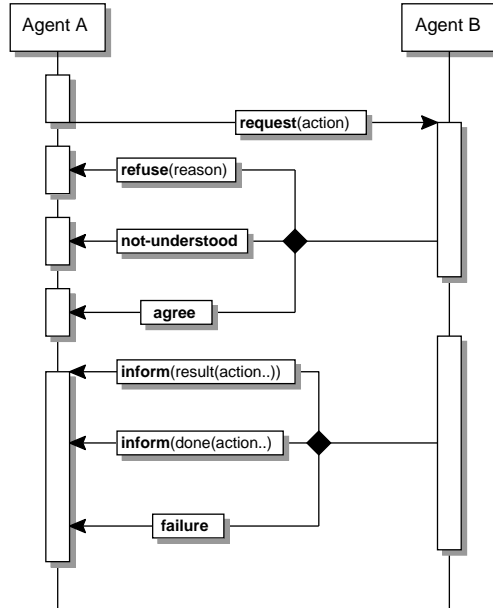 Agent A
Agent B
request(action)
refuse(reason)
not-understood
agree
inform(result(action..))
inform(done(action..)
failure